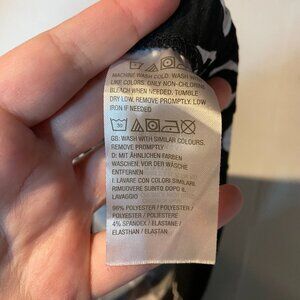 MACHINE WASH COLD. WASH WITH
LIKE COLORS. ONLY NON-CHLORINE
BLEACH WHEN NEEDED. TUMBLE
DRY LOW, REMOVE PROMPTLY. LOW
IRON IF NEEDED
30
GB: WASH WITH SIMILAR COLOURS.
REMOVE PROMPTLY
D: MIT ÄHNLICHEN FARBEN
WASCHEN, VOR DER WÄSCHE
ENTFERNEN
I: LAVARE CON COLORI SIMILARI.
RIMUOVERE SUBITO DOPO IL
LAVAGGIO
96% POLYESTER / POLYESTER /
POLYESTER / POLIESTERE
4% SPANDEX / ELASTANE /
ELASTHAN / ELASTAN